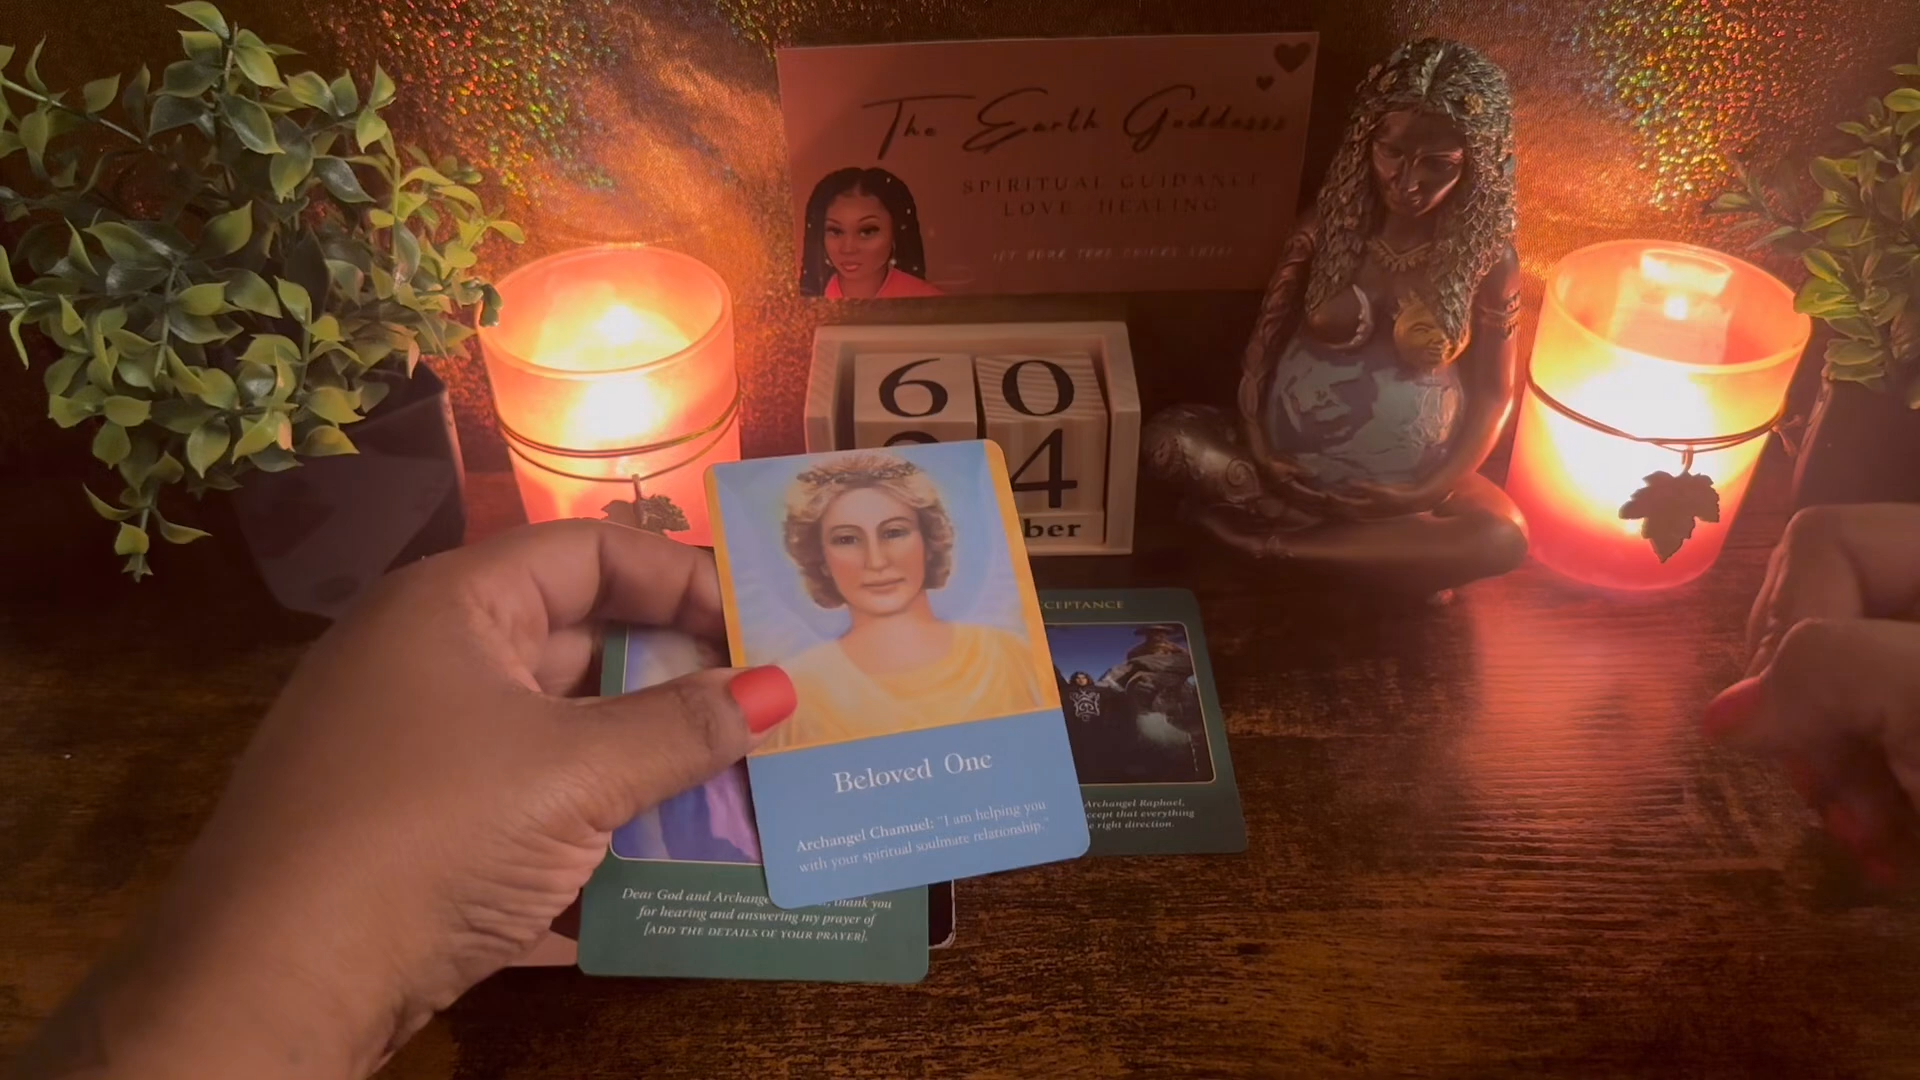 The Earth Goddess
SPIRITUAL GUIDANCE
LOVE HEALING
60
4
ber
CEPTANCE
Beloved One
Archangel Chamuel: "I am helping you
with your spiritual soulmate relationship."
Archangel Raphael,
ccept that everything
e right direction.
Dear God and Archange thank you
for hearing and answering my prayer of
[ADD THE DETAILS OF YOUR PRAYER].